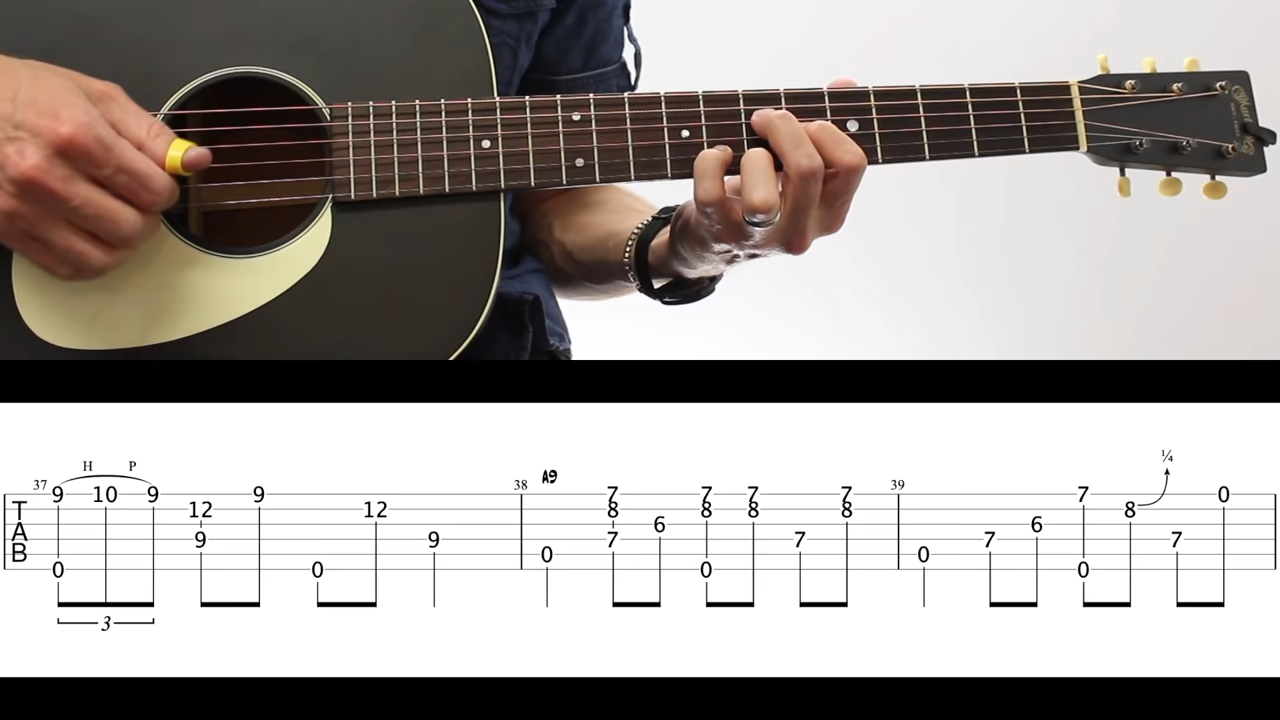 H P
37 9 10 9 12 9 38 A9 7 7 7 7 39 7 ¼ 0
T 12 8 8 8 8 8
A 6 6
9 9 7 7 7 7
B 0 0
0 0 0 0
3